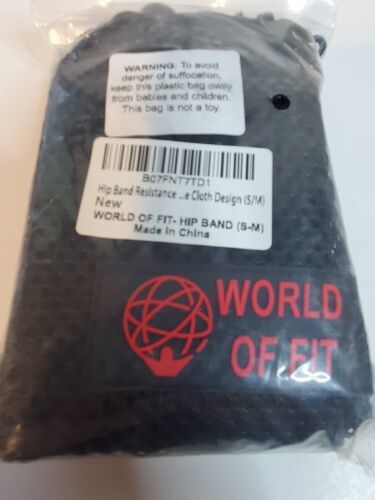 WARNING: To avoid
danger of suffocation,
keep this plastic bag away
from babies and children.
This bag is not a toy.
B07FNT7TD1
Hip Band Resistance ...e Cloth Design (S/M)
New
WORLD OF FIT- HIP BAND (S-M)
Made in China
WORLD
OF FIT